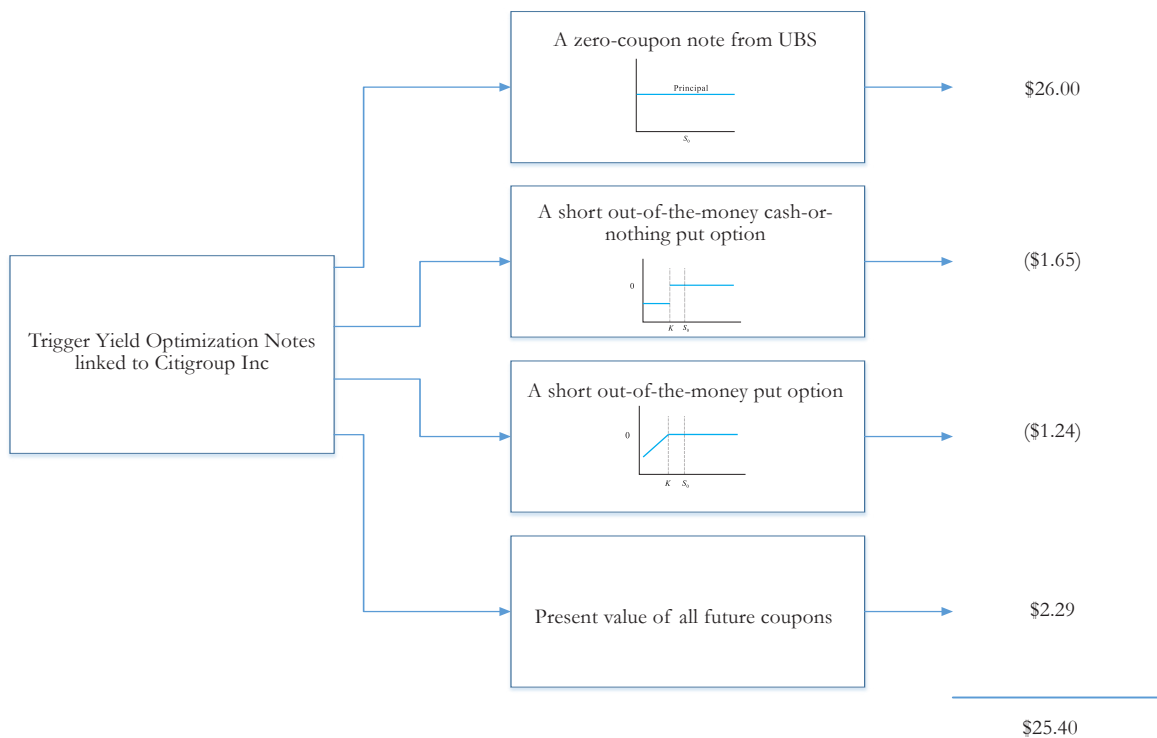 A zero-coupon note from UBS
Principal
S₀
$26.00
A short out-of-the-money cash-or-
nothing put option
0
K S₀
($1.65)
Trigger Yield Optimization Notes
linked to Citigroup Inc
A short out-of-the-money put option
0
K S₀
($1.24)
Present value of all future coupons
$2.29
$25.40